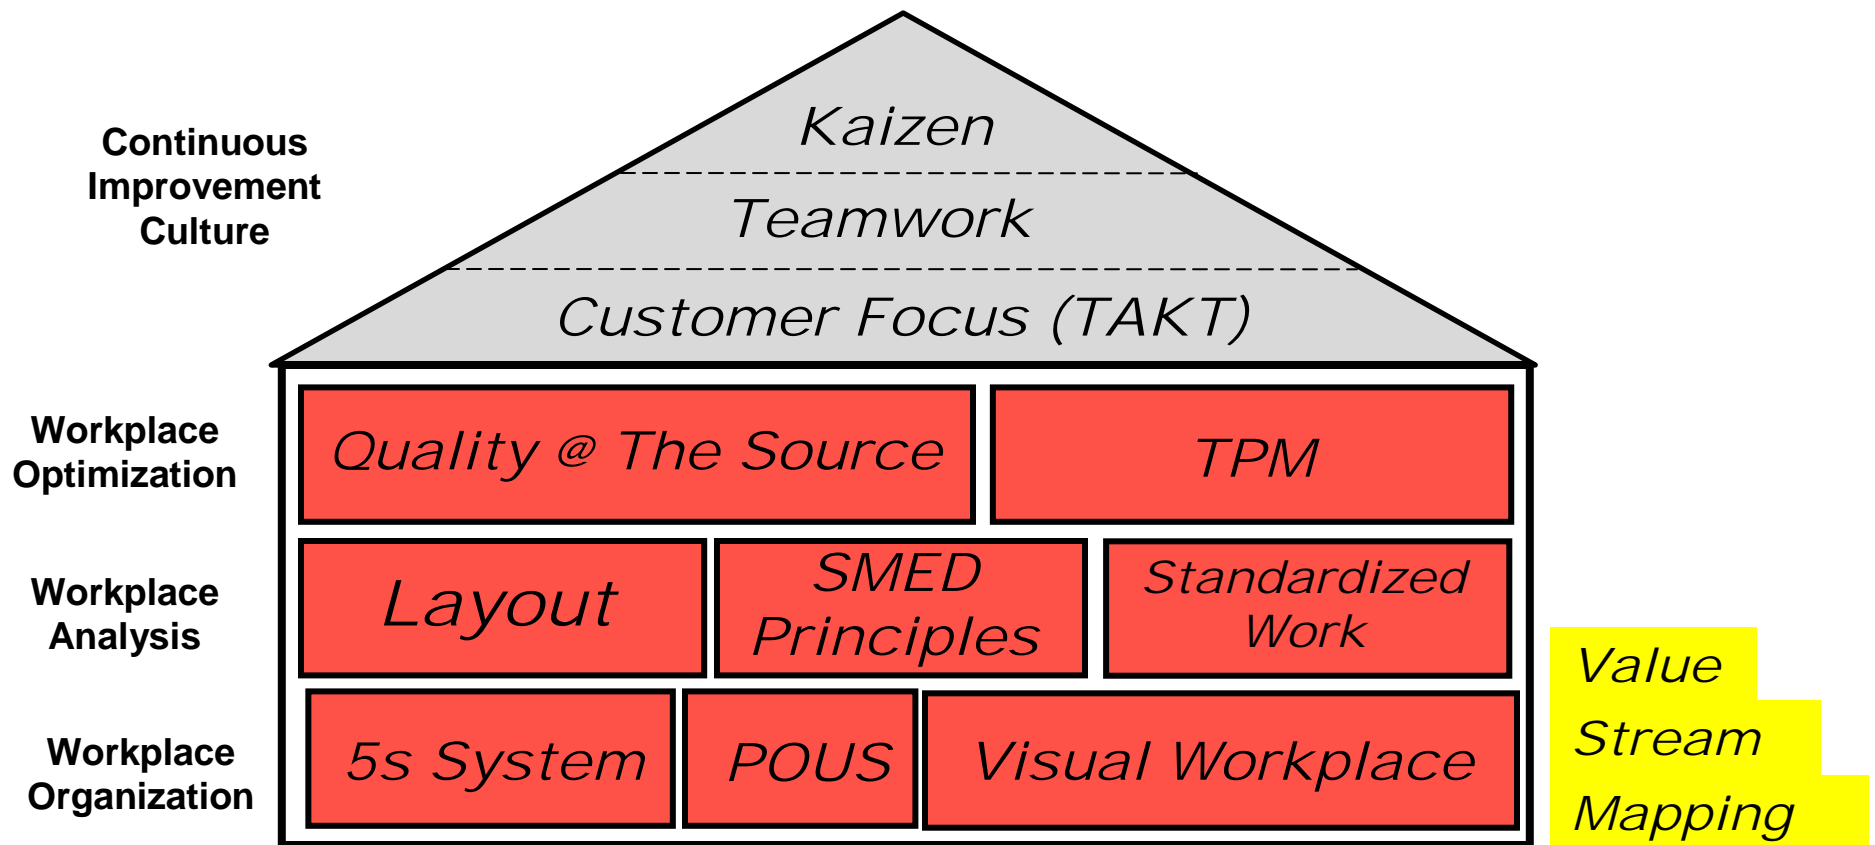 Kaizen
Continuous
Improvement
Culture
Teamwork
Customer Focus (TAKT)
Workplace
Optimization
Quality @ The Source
TPM
Workplace
Analysis
Layout
SMED
Principles
Standardized
Work
Workplace
Organization
5s System
POUS
Visual Workplace
Value
Stream
Mapping